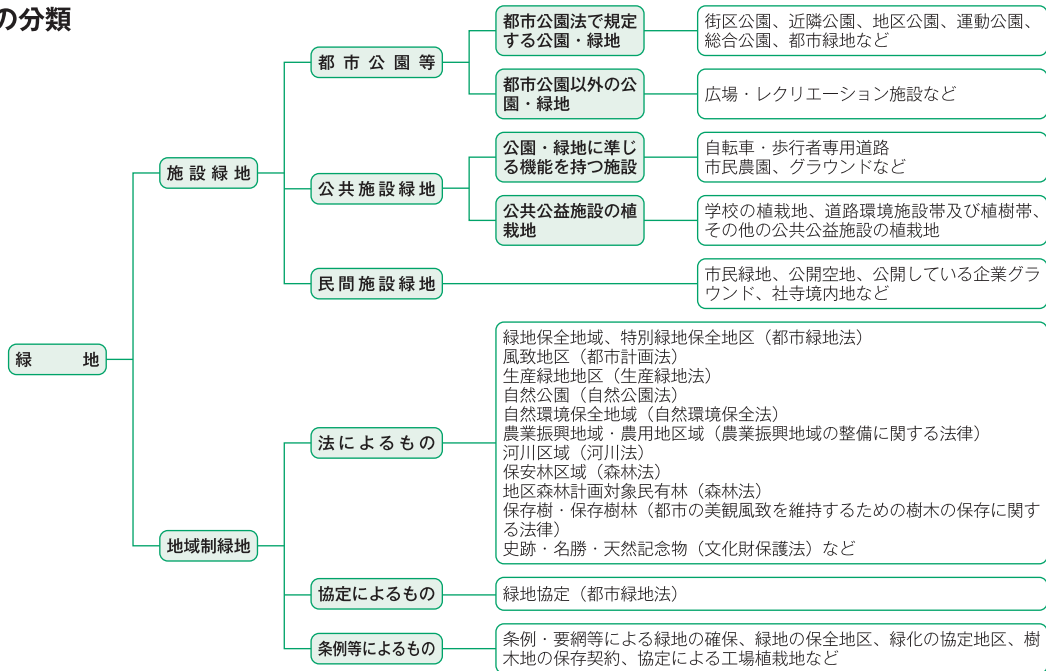 の分類
緑　地
施設緑地
都市公園等
都市公園法で規定
する公園・緑地
街区公園、近隣公園、地区公園、運動公園、
総合公園、都市緑地など
都市公園以外の公
園・緑地
広場・レクリエーション施設など
公共施設緑地
公園・緑地に準じ
る機能を持つ施設
自転車・歩行者専用道路
市民農園、グラウンドなど
公共公益施設の植
栽地
学校の植栽地、道路環境施設帯及び植樹帯、
その他の公共公益施設の植栽地
民間施設緑地
市民緑地、公開空地、公開している企業グラ
ウンド、社寺境内地など
地域制緑地
法によるもの
緑地保全地域、特別緑地保全地区（都市緑地法）
風致地区（都市計画法）
生産緑地地区（生産緑地法）
自然公園（自然公園法）
自然環境保全地域（自然環境保全法）
農業振興地域・農用地区域（農業振興地域の整備に関する法律）
河川区域（河川法）
保安林区域（森林法）
地区森林計画対象民有林（森林法）
保存樹・保存樹林（都市の美観風致を維持するための樹木の保存に関す
る法律）
史跡・名勝・天然記念物（文化財保護法）など
協定によるもの
緑地協定（都市緑地法）
条例等によるもの
条例・要綱等による緑地の確保、緑地の保全地区、緑化の協定地区、樹
木地の保存契約、協定による工場植栽地など